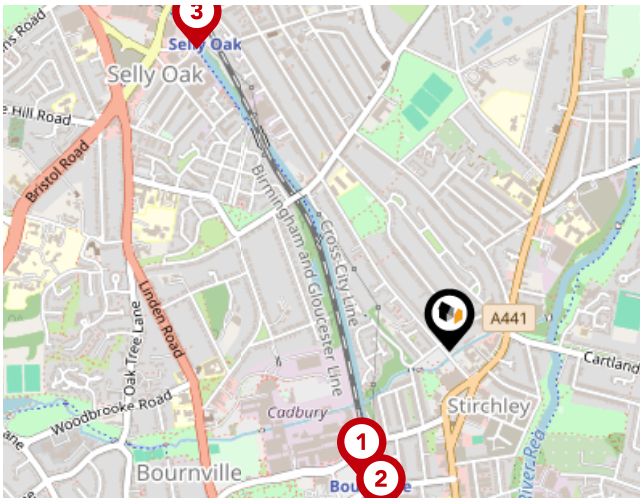 3
Selly Oak
Selly Oak
Hill Road
Bristol Road
Birmingham and Gloucester Line
Cross-City Line
Linden Road
Oak Tree Lane
A441
Cartland
Woodbrooke Road
Cadbury
Stirchley
1
Bournville
2
River Rea
Lane